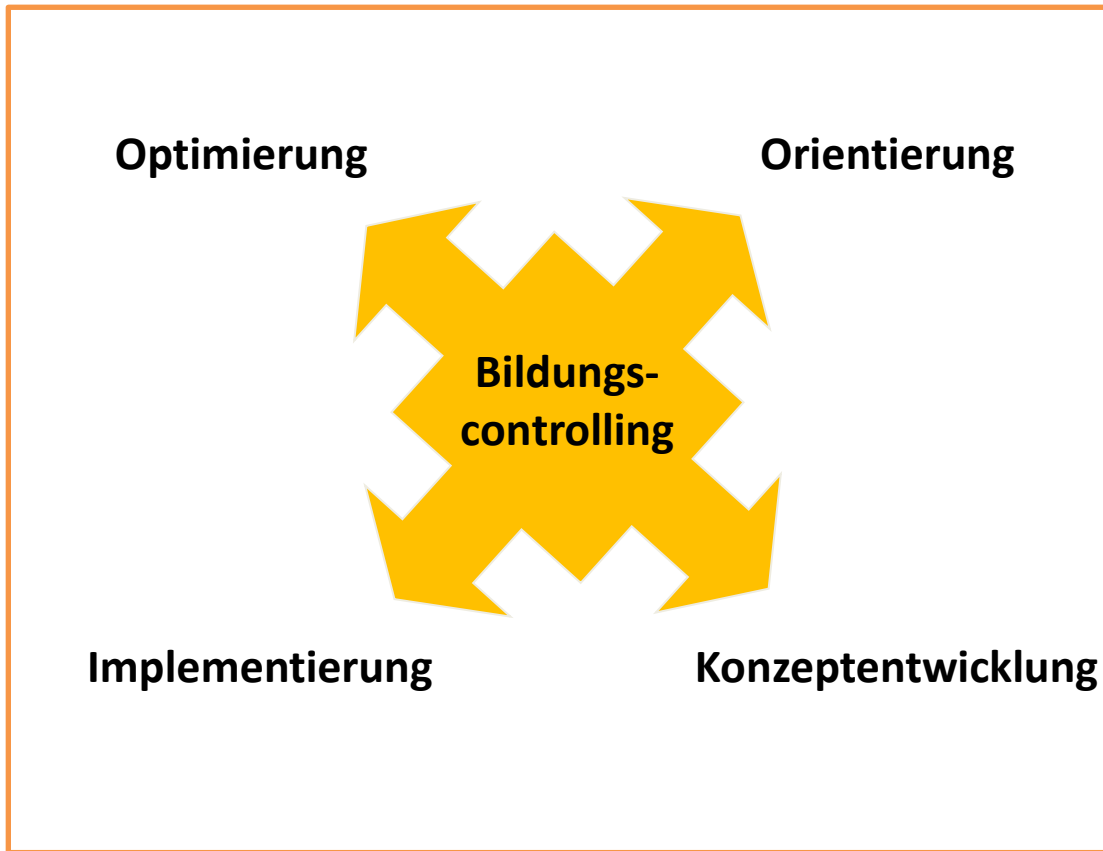 Optimierung
Orientierung
Bildungs-
controlling
Implementierung
Konzeptentwicklung